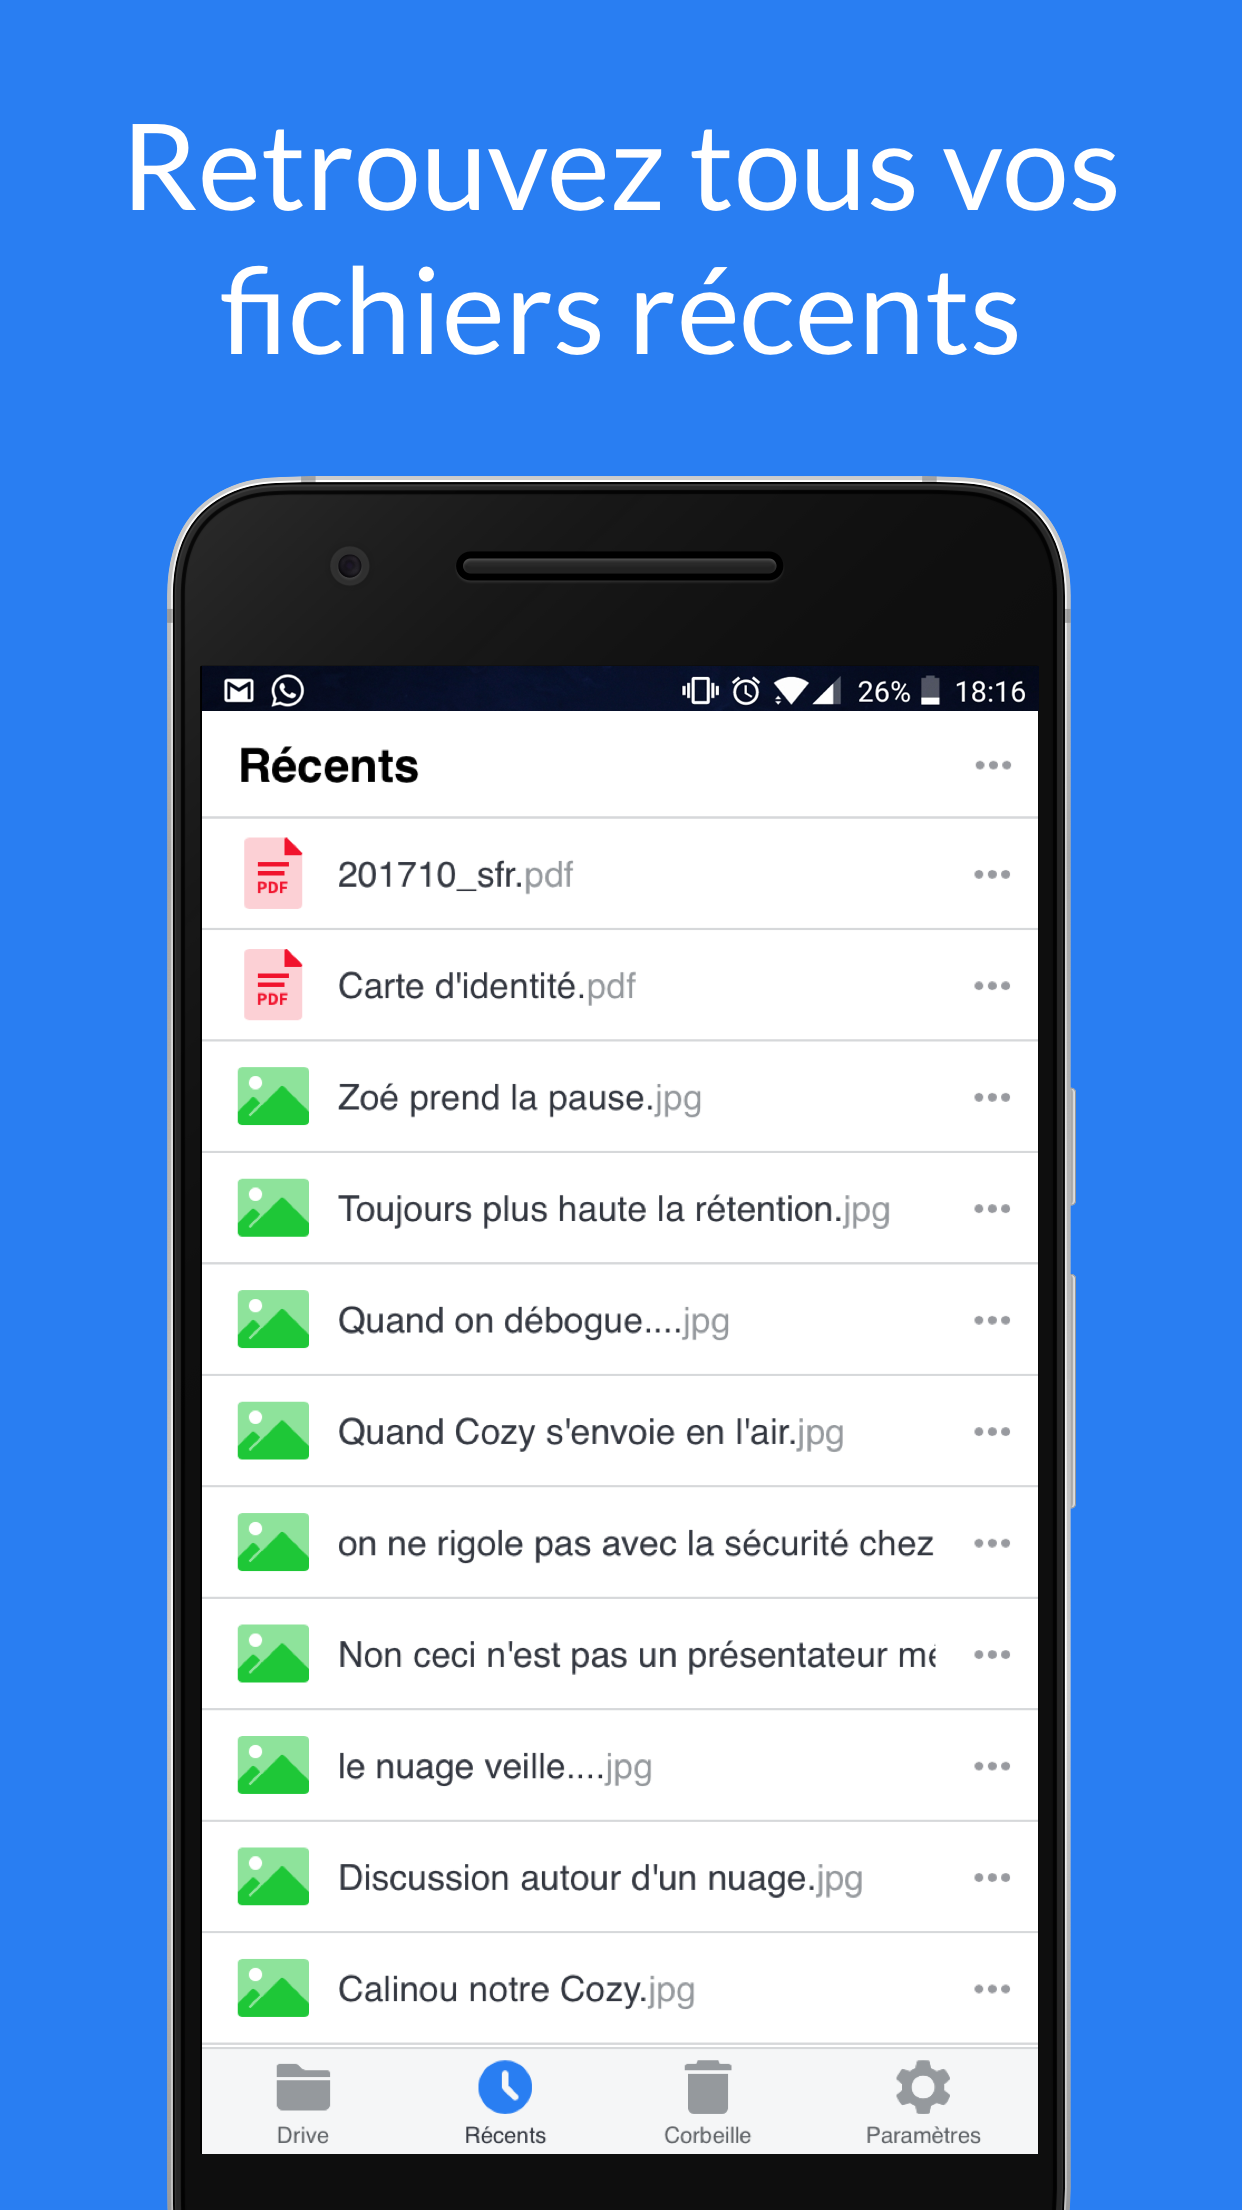 Retrouvez tous vos
fichiers récents
26% 18:16
Récents
PDF 201710_sfr.pdf
PDF Carte d'identité.pdf
Zoé prend la pause.jpg
Toujours plus haute la rétention.jpg
Quand on débogue....jpg
Quand Cozy s'envoie en l'air.jpg
on ne rigole pas avec la sécurité chez
Non ceci n'est pas un présentateur mé
le nuage veille....jpg
Discussion autour d'un nuage.jpg
Calinou notre Cozy.jpg
Drive Récents Corbeille Paramètres